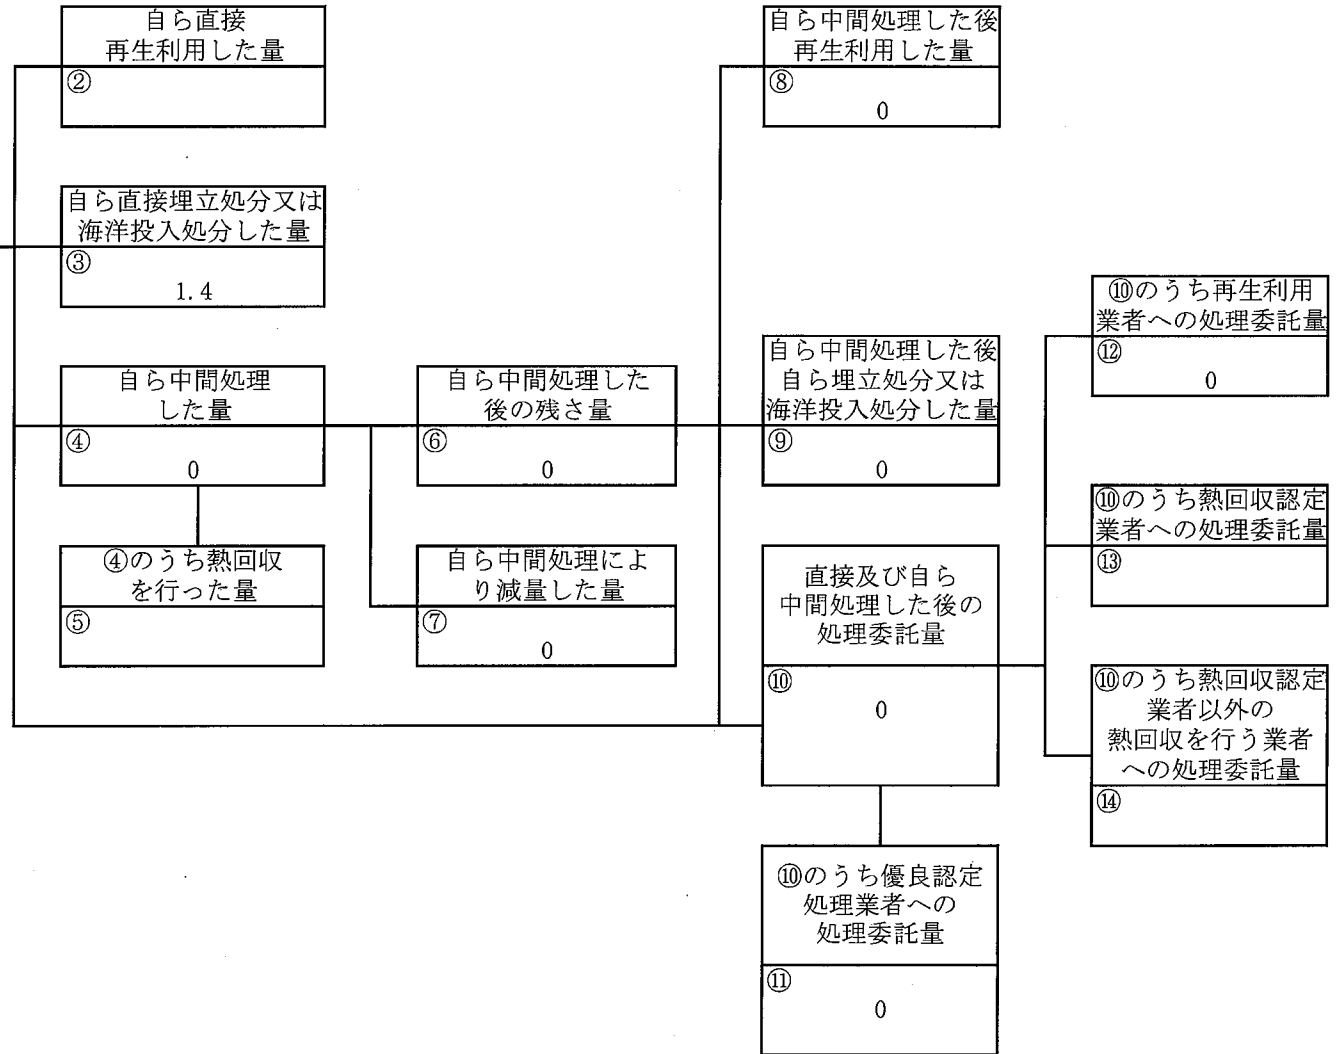 自ら直接
再生利用した量
②
自ら直接埋立処分又は
海洋投入処分した量
③
1.4
自ら中間処理
した量
④
0
④のうち熱回収
を行った量
⑤
自ら中間処理した
後の残さ量
⑥
0
自ら中間処理によ
り減量した量
⑦
0
自ら中間処理した後
再生利用した量
⑧
0
自ら中間処理した後
自ら埋立処分又は
海洋投入処分した量
⑨
0
直接及び自ら
中間処理した後の
処理委託量
⑩
0
⑩のうち優良認定
処理業者への
処理委託量
⑪
0
⑩のうち再生利用
業者への処理委託量
⑫
0
⑩のうち熱回収認定
業者への処理委託量
⑬
⑩のうち熱回収認定
業者以外の
熱回収を行う業者
への処理委託量
⑭